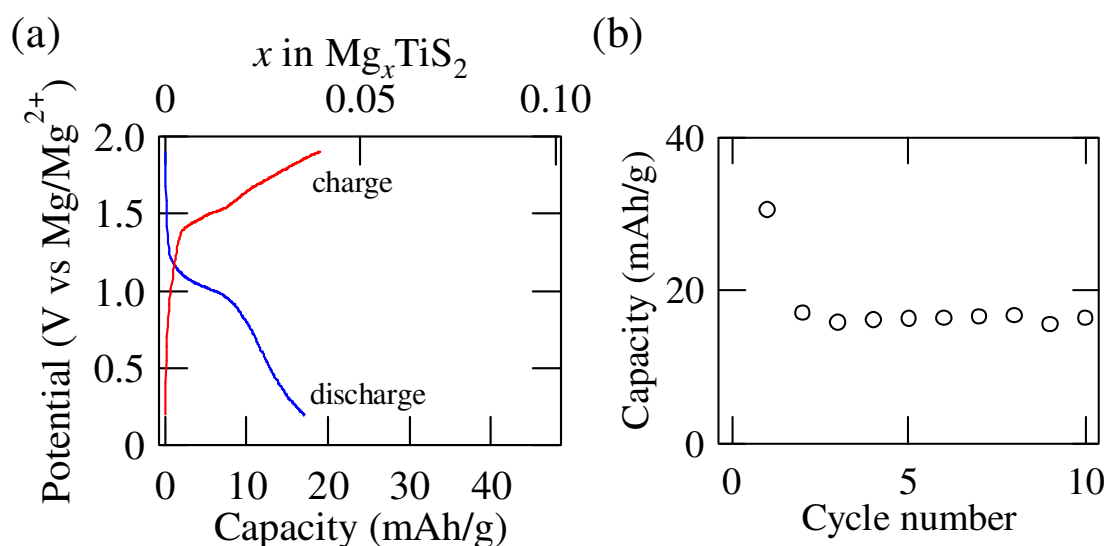 (a)
x in MgxTiS2
0 0.05 0.10
Potential (V vs Mg/Mg2+)
2.0
1.5
1.0
0.5
0
charge
discharge
0 10 20 30 40
Capacity (mAh/g)
(b)
Capacity (mAh/g)
40
20
0
0 5 10
Cycle number